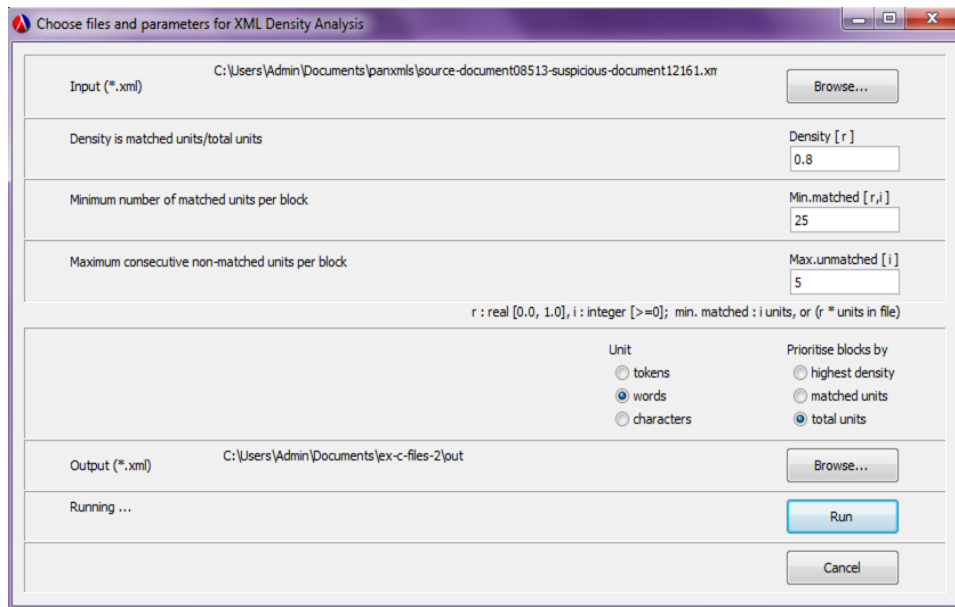 Choose files and parameters for XML Density Analysis
Input (*.xml) C:\Users\Admin\Documents\panxmls\source-document08513-suspicious-document12161.xm Browse...
Density is matched units/total units Density [ r ]
0.8
Minimum number of matched units per block Min.matched [ r,i ]
25
Maximum consecutive non-matched units per block Max.unmatched [ i ]
5
r : real [0.0, 1.0], i : integer [>=0]; min. matched : i units, or (r * units in file)
Unit Prioritise blocks by
tokens highest density
words matched units
characters total units
Output (*.xml) C:\Users\Admin\Documents\ex-c-files-2\out Browse...
Running ... Run
Cancel